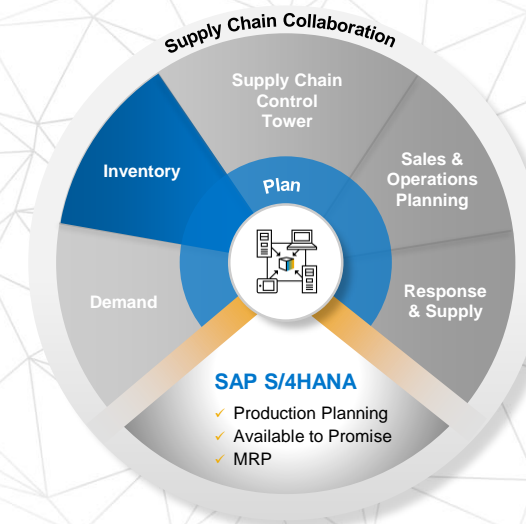 Supply Chain Collaboration
Supply Chain
Control
Tower
Inventory
Plan
Sales &
Operations
Planning
Demand
Response
& Supply
SAP S/4HANA
✓ Production Planning
✓ Available to Promise
✓ MRP